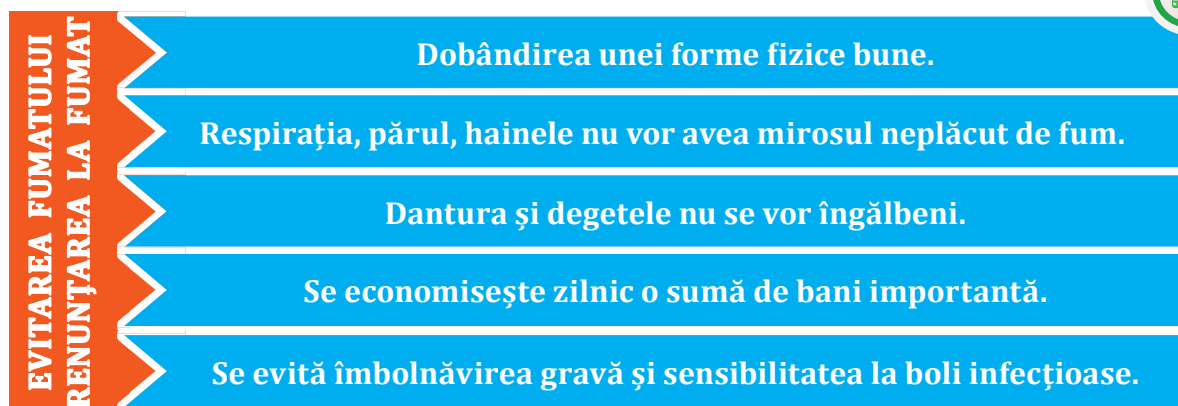 EVITAREA FUMATULUI
RENUNȚAREA LA FUMAT
Dobândirea unei forme fizice bune.
Respirația, părul, hainele nu vor avea mirosul neplăcut de fum.
Dantura și degetele nu se vor îngălbeni.
Se economisește zilnic o sumă de bani importantă.
Se evită îmbolnăvirea gravă și sensibilitatea la boli infecțioase.